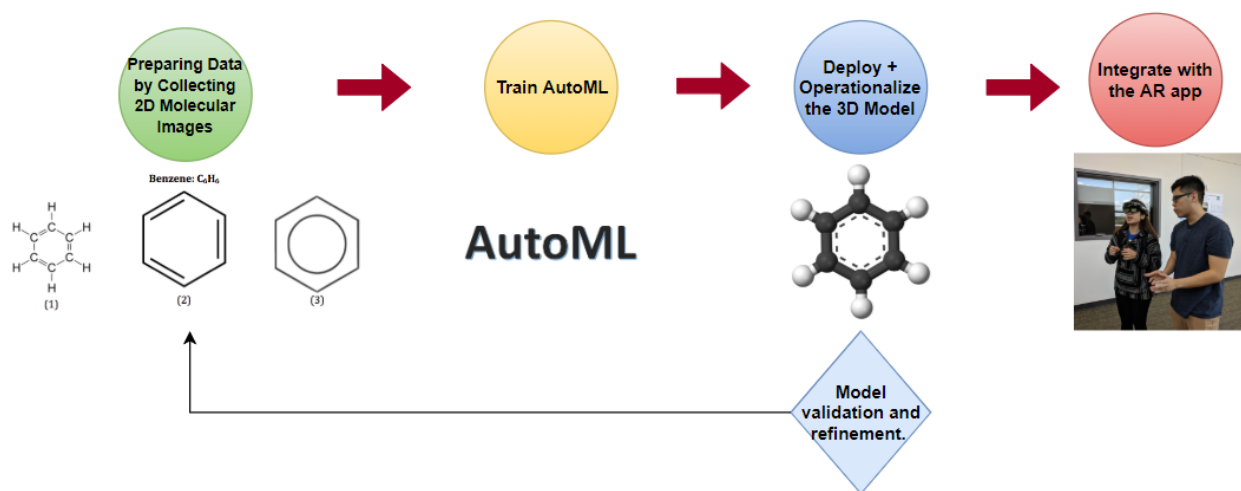 Preparing Data
by Collecting
2D Molecular
Images
Train AutoML
Deploy +
Operationalize
the 3D Model
Integrate with
the AR app
Benzene: C₆H₆
H
H
H
C
C
C
C
C
C
H
H
H
(1)
(2)
(3)
AutoML
Model
validation and
refinement.